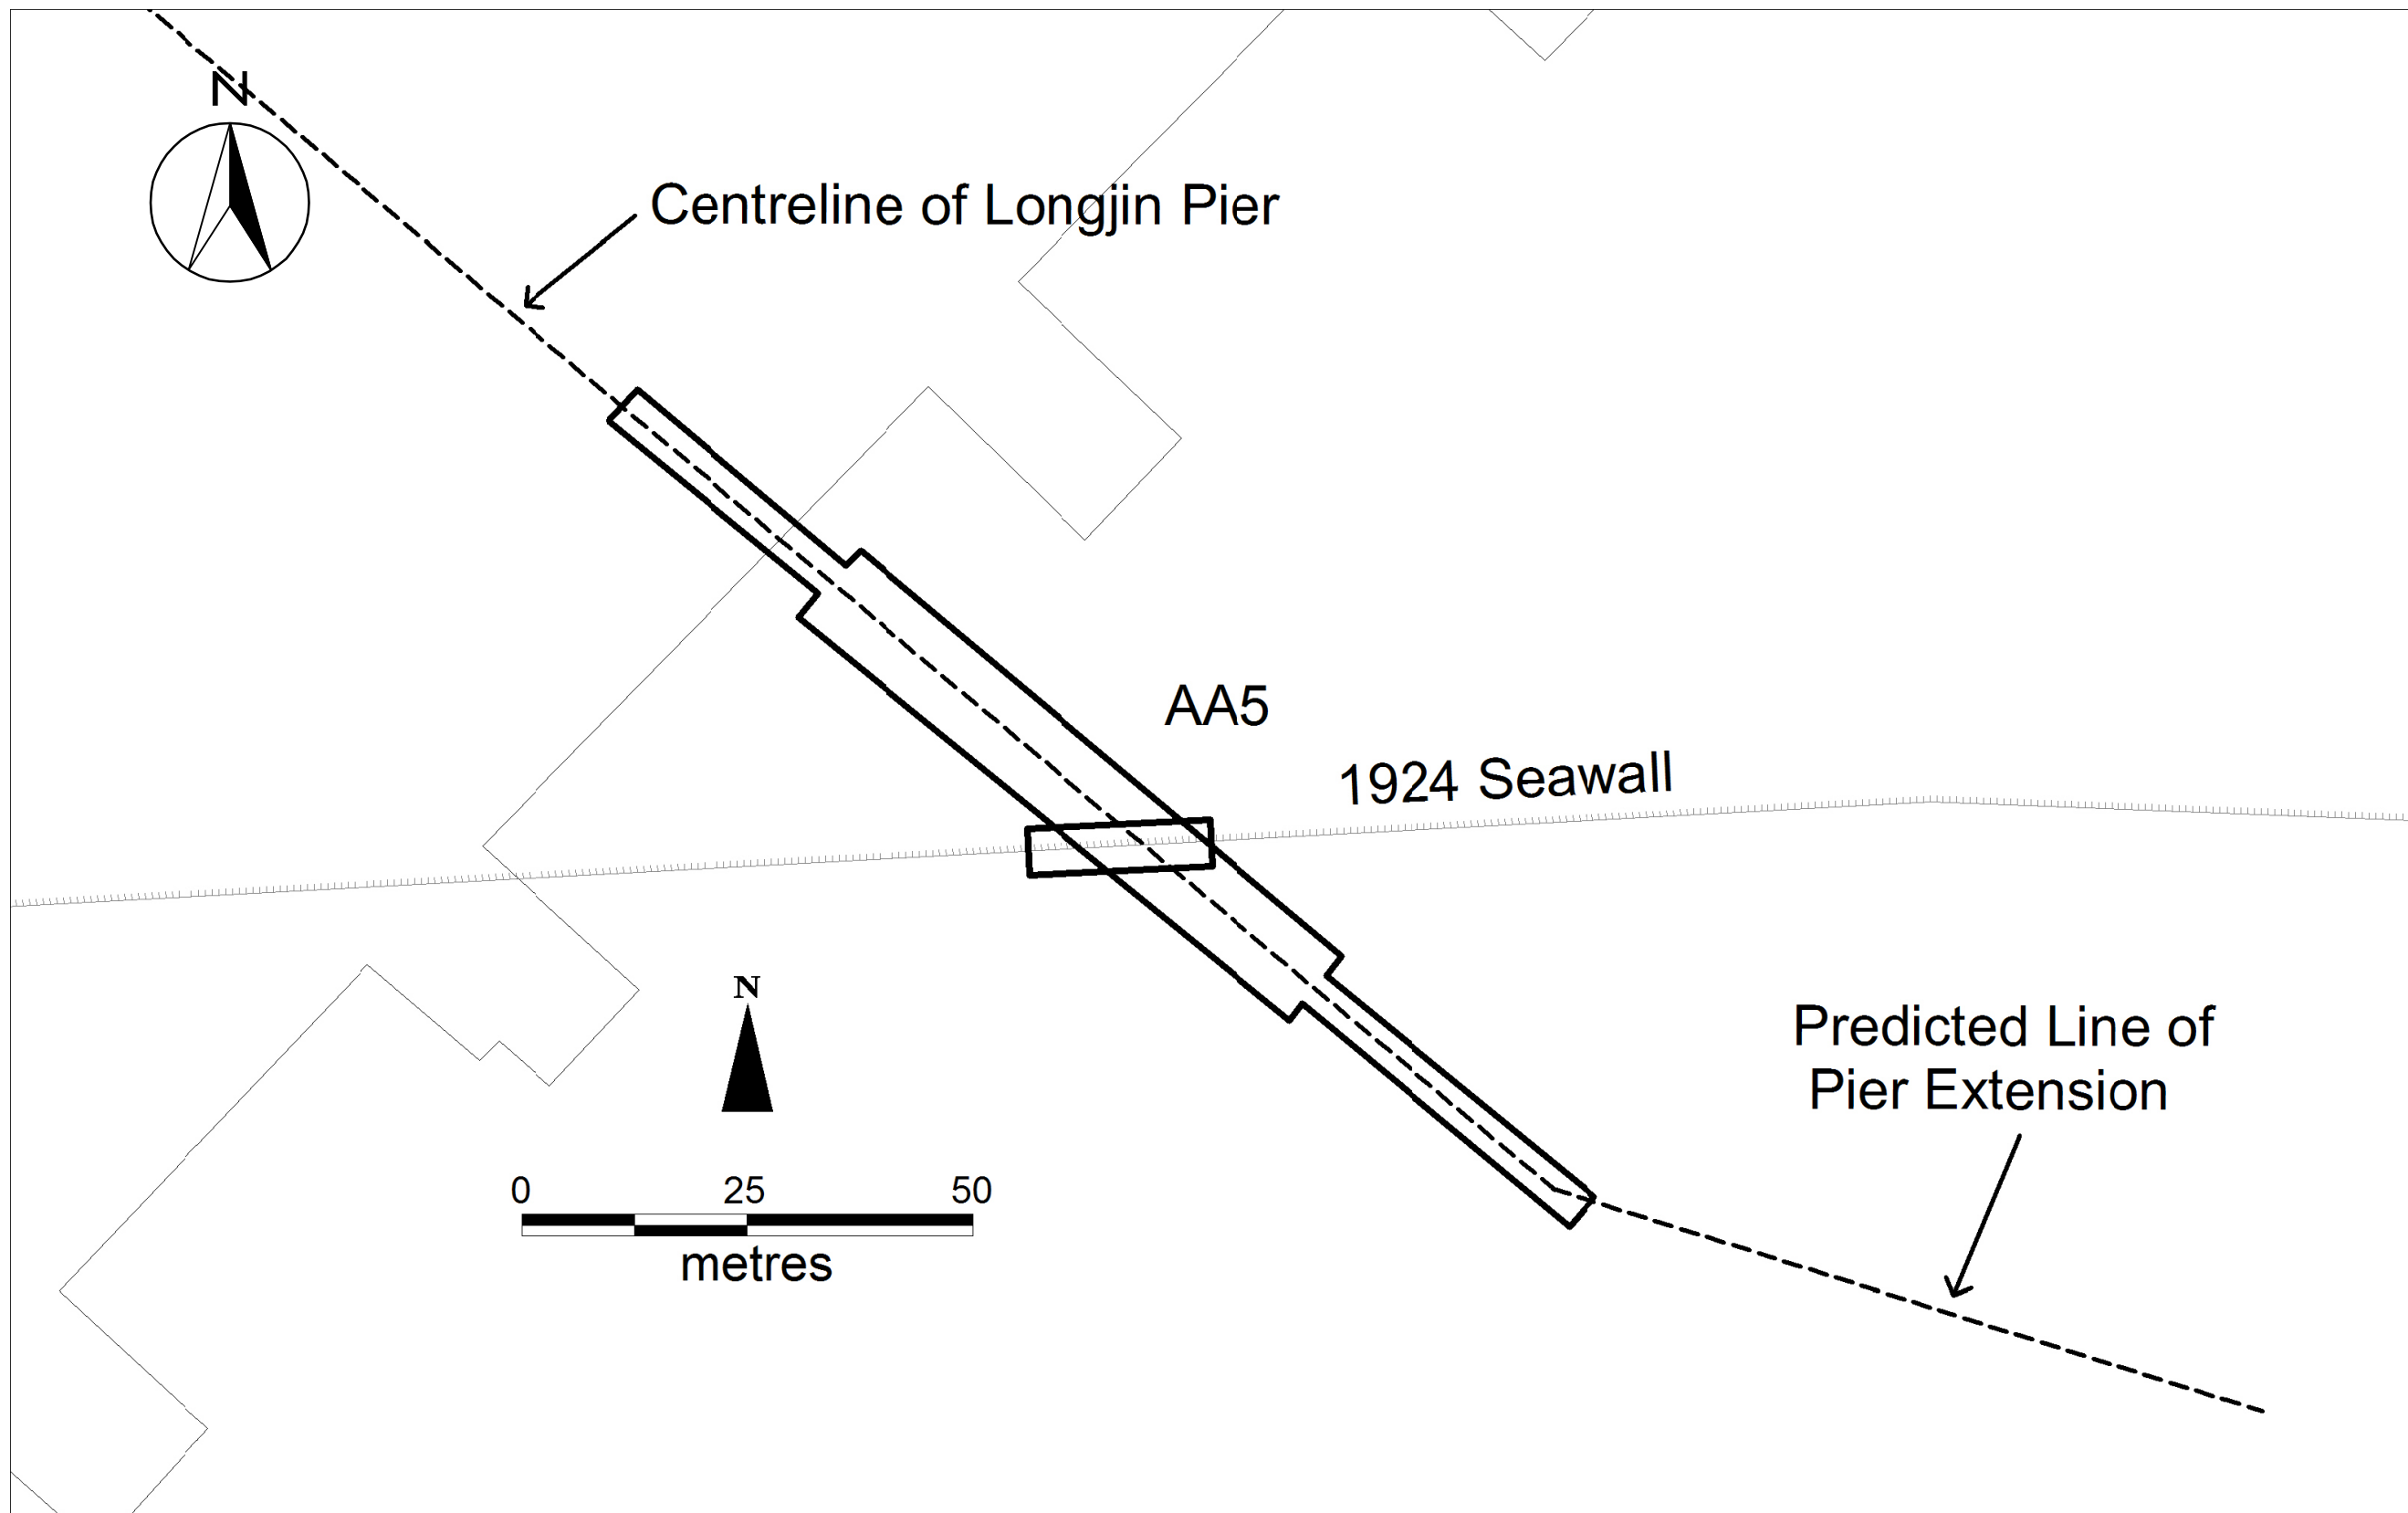 N
Centreline of Longjin Pier
AA5
1924 Seawall
N
Predicted Line of
Pier Extension
0 25 50
metres